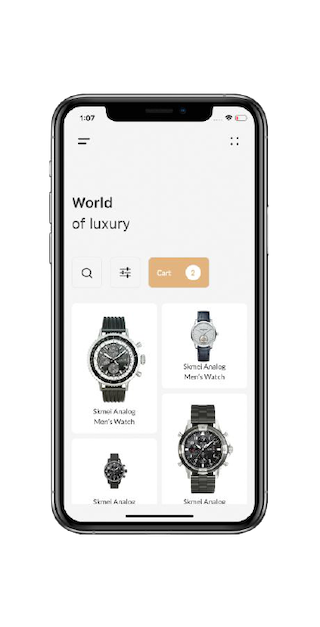 1:07
World
of luxury
Cart 2
Skmei Analog
Men's Watch
Skmei Analog
Men's Watch
Skmei Analog
Skmei Analog